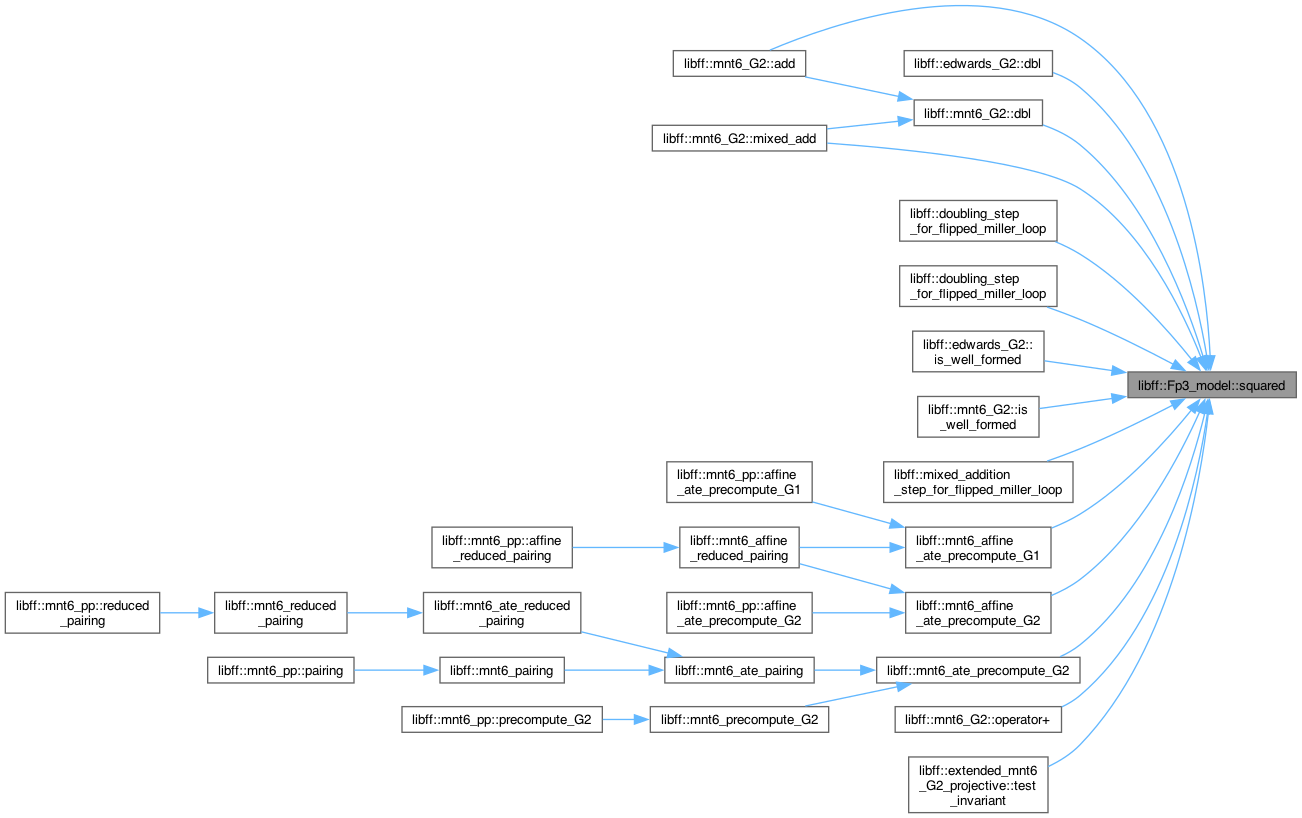 libff::mnt6_G2::add
libff::edwards_G2::dbl
libff::mnt6_G2::dbl
libff::mnt6_G2::mixed_add
libff::doubling_step
_for_flipped_miller_loop
libff::doubling_step
_for_flipped_miller_loop
libff::edwards_G2::
is_well_formed
libff::Fp3_model::squared
libff::mnt6_G2::is
_well_formed
libff::mixed_addition
_step_for_flipped_miller_loop
libff::mnt6_pp::affine
_ate_precompute_G1
libff::mnt6_pp::affine
_reduced_pairing
libff::mnt6_affine
_reduced_pairing
libff::mnt6_affine
_ate_precompute_G1
libff::mnt6_pp::reduced
_pairing
libff::mnt6_reduced
_pairing
libff::mnt6_ate_reduced
_pairing
libff::mnt6_pp::affine
_ate_precompute_G2
libff::mnt6_affine
_ate_precompute_G2
libff::mnt6_pp::pairing
libff::mnt6_pairing
libff::mnt6_ate_pairing
libff::mnt6_ate_precompute_G2
libff::mnt6_pp::precompute_G2
libff::mnt6_precompute_G2
libff::mnt6_G2::operator+
libff::extended_mnt6
_G2_projective::test
_invariant